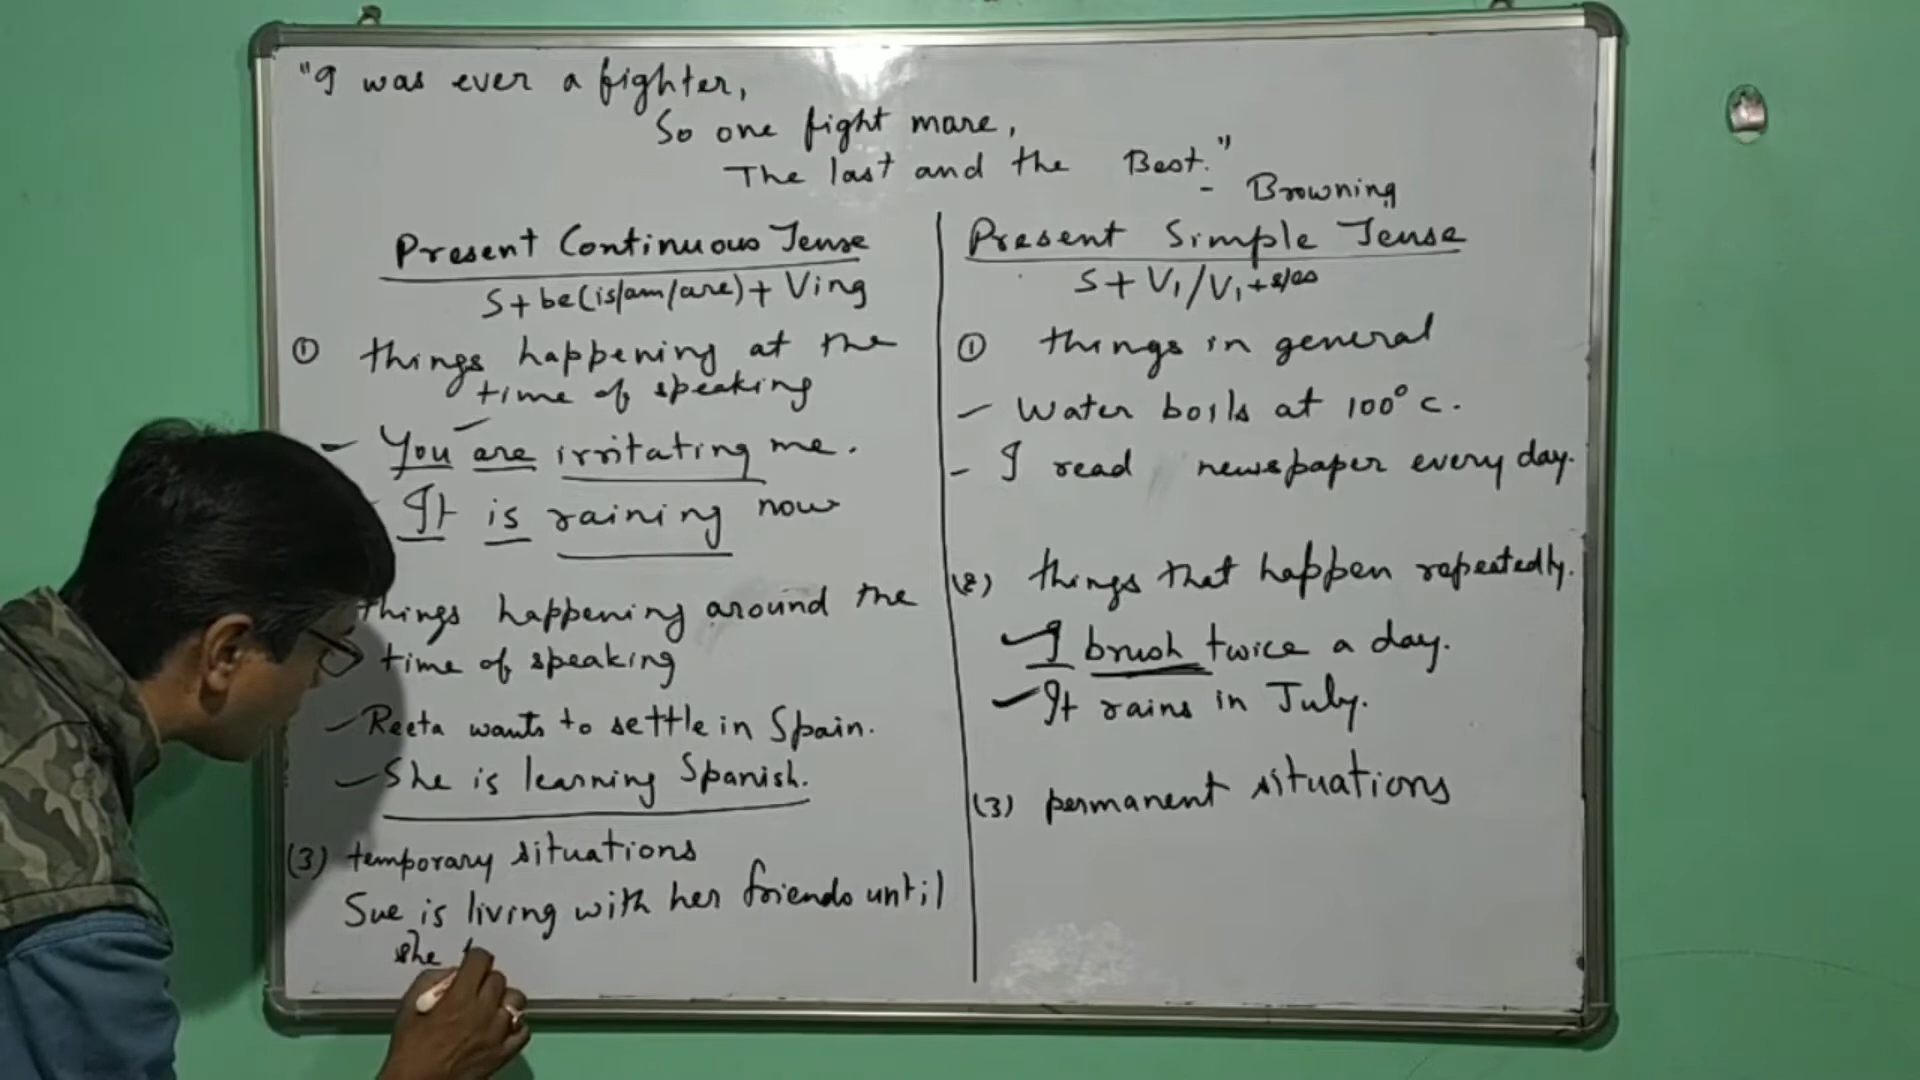 "I was ever a fighter,
So one fight more,
The last and the Best."
- Browning
Present Continuous Tense
S+be(is/am/are)+ Ving
① things happening at the
time of speaking
- You are irritating me.
It is raining now
things happening around the
time of speaking
- Reeta wants to settle in Spain.
- She is learning Spanish.
(3) temporary situations
Sue is living with her friends until
she
Present Simple Tense
S+V1/V1+s/es
① things in general
- Water boils at 100°c.
- I read newspaper every day.
(2) things that happen repeatedly.
- I brush twice a day.
- It rains in July.
(3) permanent situations